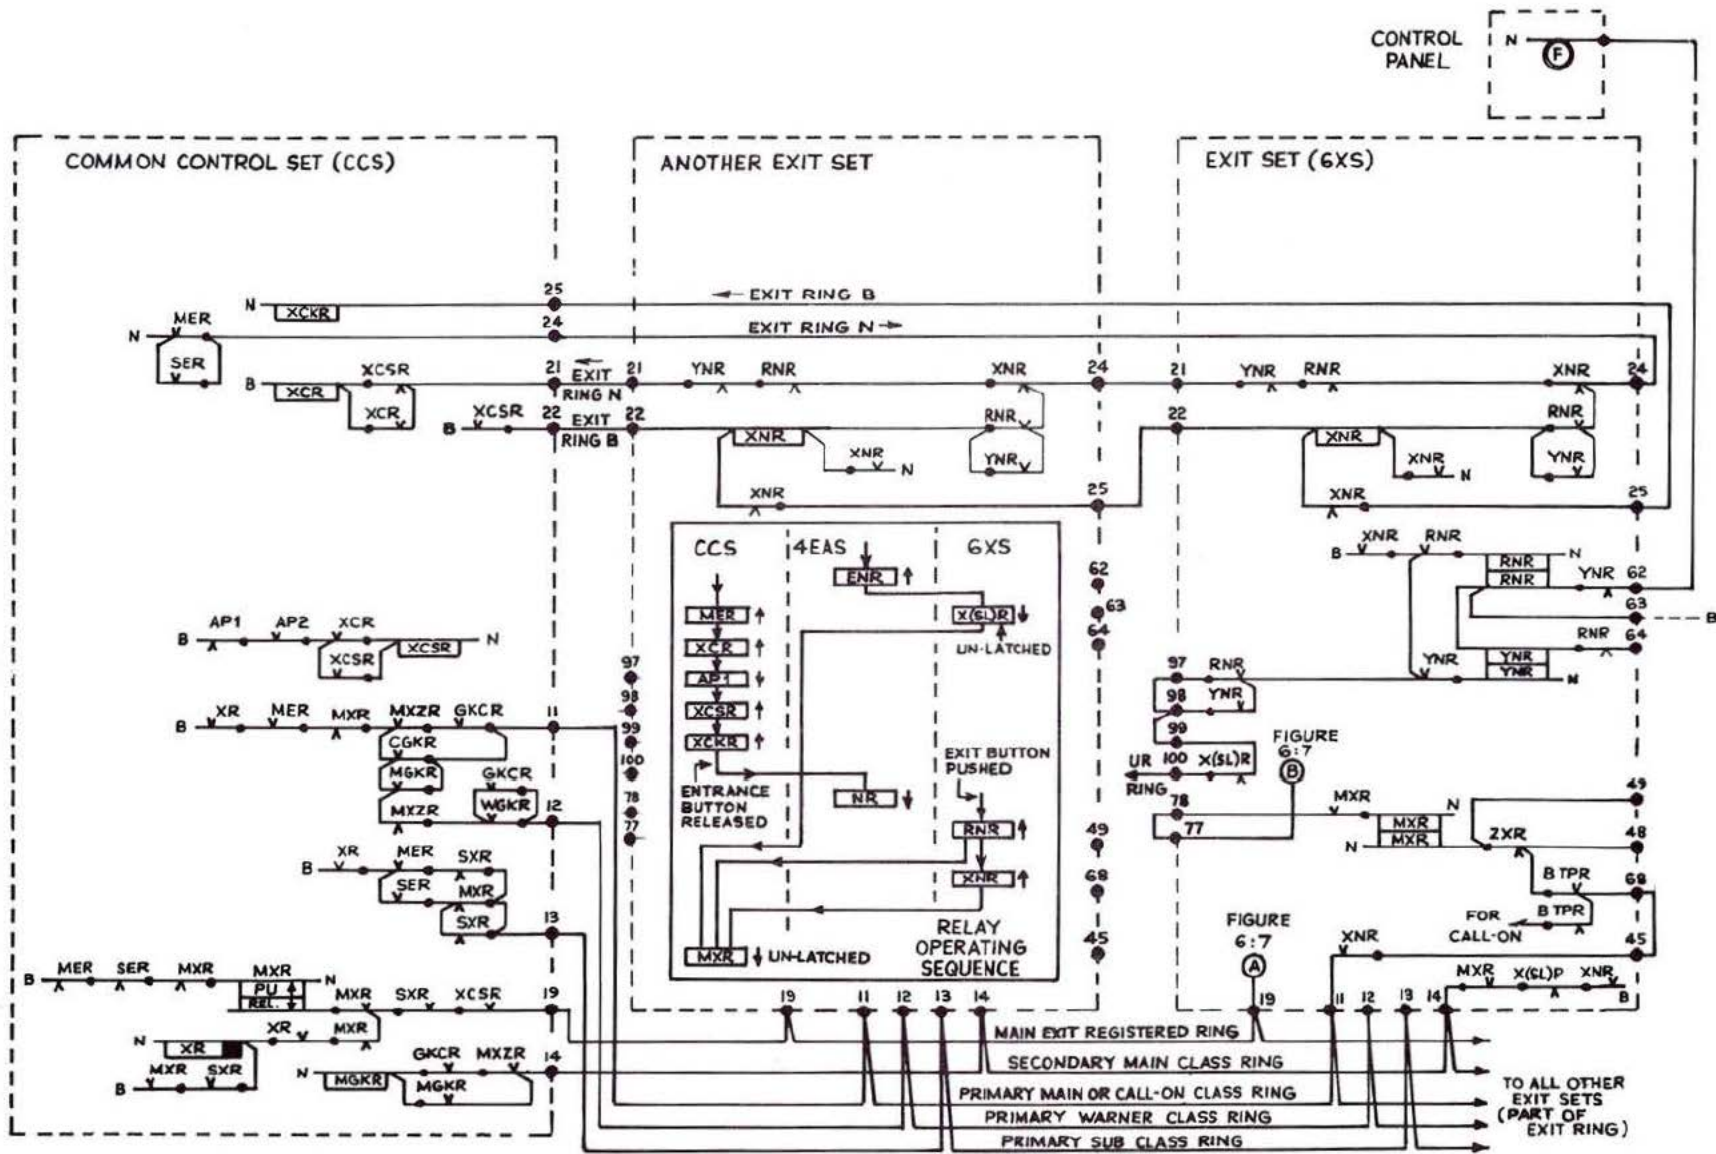 CONTROL
PANEL
N
F
COMMON CONTROL SET (CCS)
ANOTHER EXIT SET
EXIT SET (6XS)
N XCKR 25 ← EXIT RING B
MER
N 24 EXIT RING N →
SER
B XCR XCSR 21 ← EXIT RING N 21 YNR RNR XNR 24 21 YNR RNR XNR 24
XCR
B XCSR 22 EXIT RING B 22 XNR RNR 22 XNR RNR
XNR N YNR XNR N YNR
XNR 25 XNR 25
CCS 4EAS 6XS
ENR ↑
MER ↑ X(SL)R ↓
UN-LATCHED
XCR ↑
AP1 ↓
XCSR ↑
XCKR ↑
ENTRANCE
BUTTON
RELEASED
NR ↓
EXIT BUTTON
PUSHED
RNR ↑
XNR ↑
MXR ↓ UN-LATCHED
RELAY
OPERATING
SEQUENCE
62
63
64
49
68
45
97
98
99
100
78
77
B XNR RNR RNR N
RNR YNR 62
63 B
RNR 64
YNR YNR
YNR N
97 RNR
98 YNR
99
UR
RING
100 X(SL)R
FIGURE
6:7
B
78 MXR N
77 MXR
N MXR
49
ZXR 48
BTPR 68
FOR
CALL-ON
BTPR
XNR 45
MXR X(SL)P XNR
B
FIGURE
6:7
A
B AP1 AP2 XCR XCSR N
XCSR
B XR MER MXR MXZR GKCR 11
CGKR
MGKR GKCR
MXZR WGKR 12
B XR MER SXR
SER MXR
SXR 13
B MER SER MXR MXR N
PU ↑
REL. ↓ MXR SXR XCSR 19
N XR XR MXR
B MXR SXR
N MGKR GKCR MXZR 14
MGKR
19 11 12 13 14 19 11 12 13 14
MAIN EXIT REGISTERED RING
SECONDARY MAIN CLASS RING
PRIMARY MAIN OR CALL-ON CLASS RING
PRIMARY WARNER CLASS RING
PRIMARY SUB CLASS RING
TO ALL OTHER
EXIT SETS
(PART OF
EXIT RING)